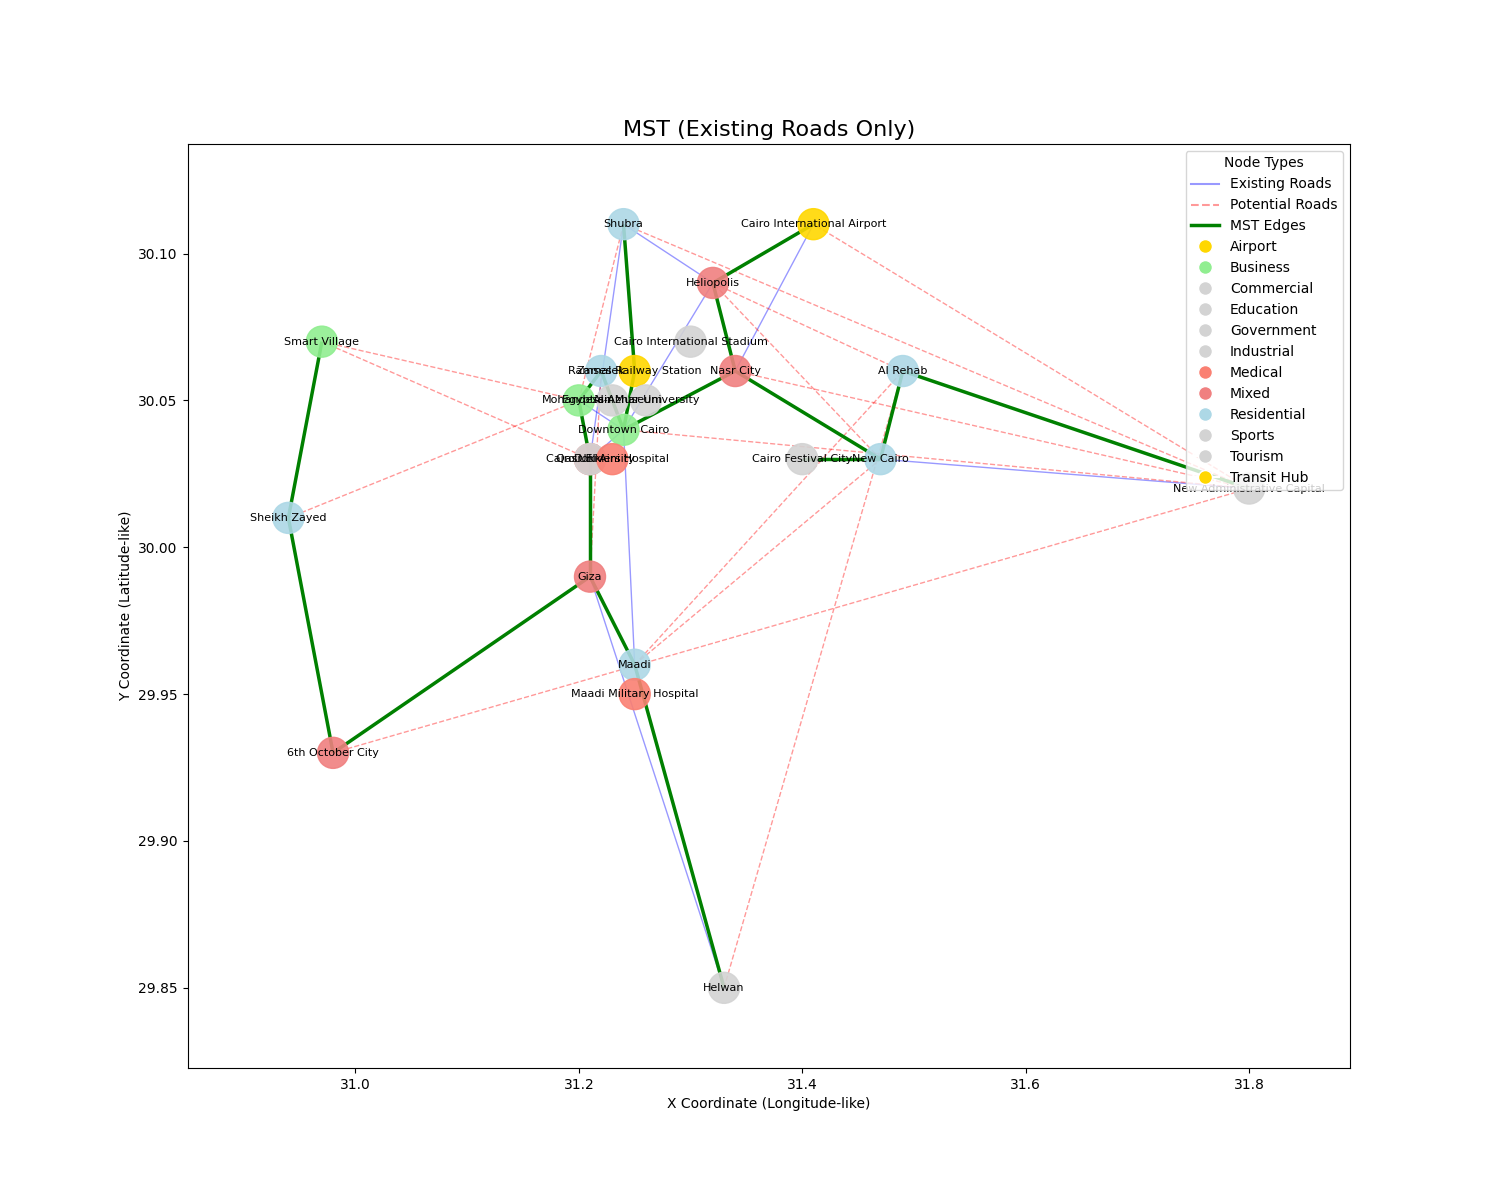 MST (Existing Roads Only)
Node Types
Existing Roads
Potential Roads
MST Edges
Airport
Business
Commercial
Education
Government
Industrial
Medical
Mixed
Residential
Sports
Tourism
Transit Hub
Shubra
Cairo International Airport
Heliopolis
Smart Village
Cairo International Stadium
Railway Station
Nasr City
Al Rehab
Museum
University
Downtown Cairo
Hospital
Cairo Festival City
New Cairo
New Administrative Capital
Sheikh Zayed
Giza
Maadi
Maadi Military Hospital
6th October City
Helwan
30.10
30.05
30.00
29.95
29.90
29.85
Y Coordinate (Latitude-like)
31.0
31.2
31.4
31.6
31.8
X Coordinate (Longitude-like)